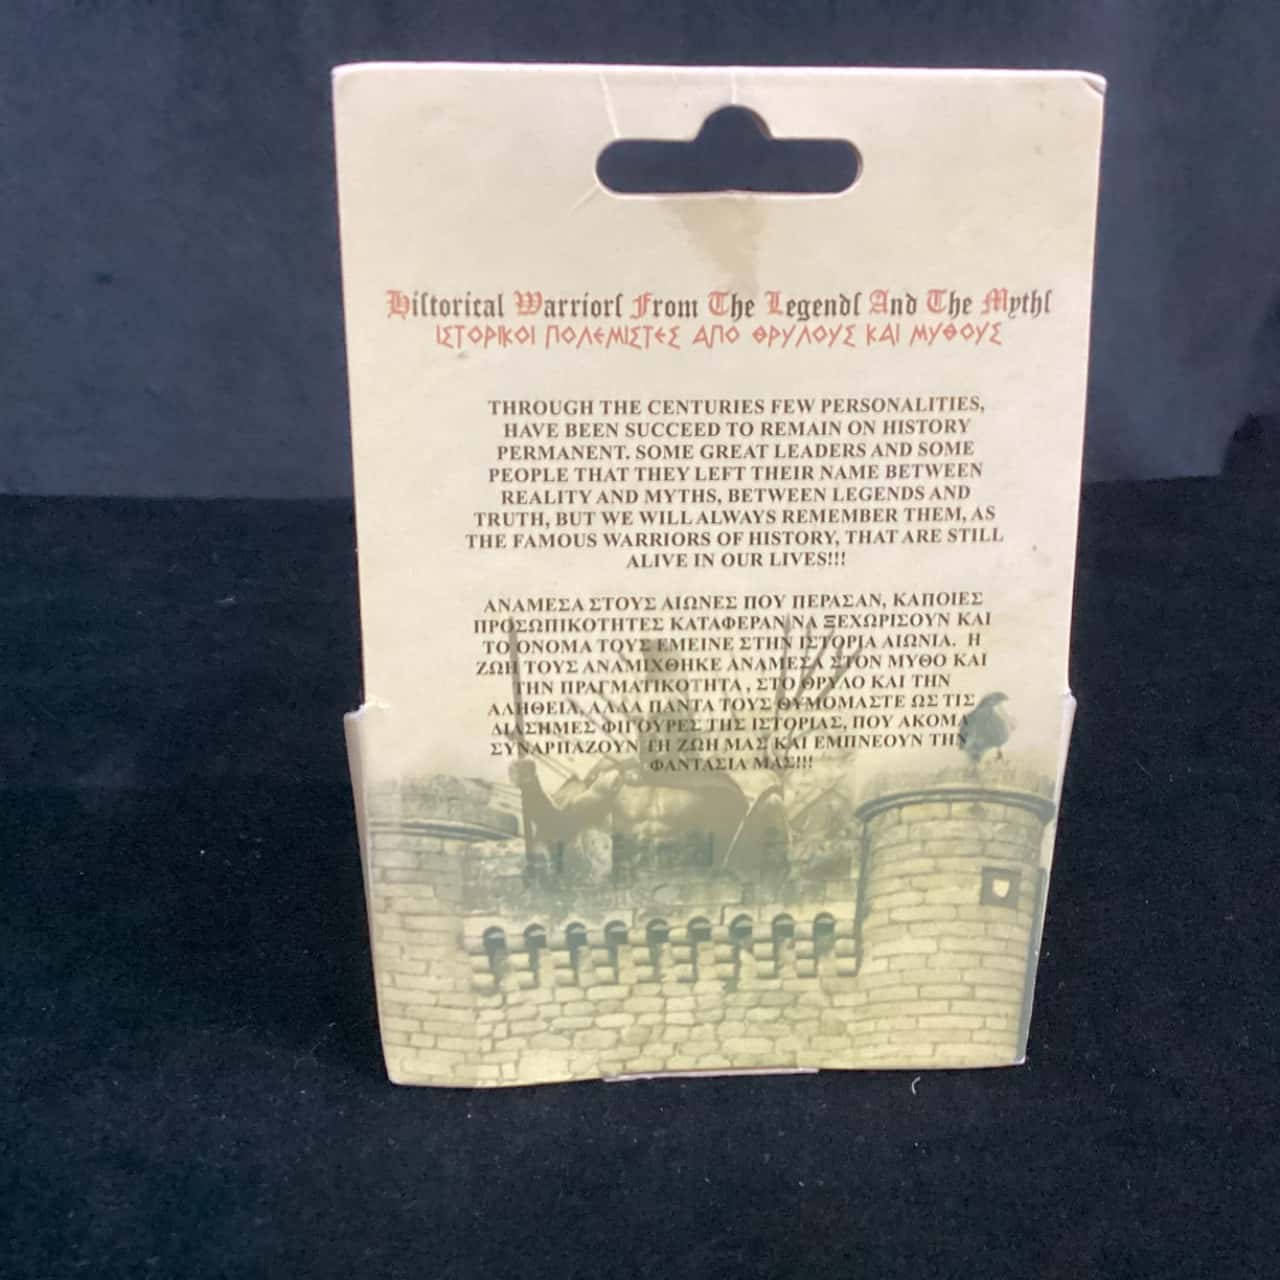 Historical Warriors From The Legends And The Myths
ΙΣΤΟΡΙΚΟΙ ΠΟΛΕΜΙΣΤΕΣ ΑΠΟ ΘΡΥΛΟΥΣ ΚΑΙ ΜΥΘΟΥΣ
THROUGH THE CENTURIES FEW PERSONALITIES,
HAVE BEEN SUCCEED TO REMAIN ON HISTORY
PERMANENT. SOME GREAT LEADERS AND SOME
PEOPLE THAT THEY LEFT THEIR NAME BETWEEN
REALITY AND MYTHS, BETWEEN LEGENDS AND
TRUTH, BUT WE WILL ALWAYS REMEMBER THEM, AS
THE FAMOUS WARRIORS OF HISTORY, THAT ARE STILL
ALIVE IN OUR LIVES!!!
ΑΝΑΜΕΣΑ ΣΤΟΥΣ ΑΙΩΝΕΣ ΠΟΥ ΠΕΡΑΣΑΝ, ΚΑΠΟΙΕΣ
ΠΡΟΣΩΠΙΚΟΤΗΤΕΣ ΚΑΤΑΦΕΡΑΝ ΝΑ ΞΕΧΩΡΙΣΟΥΝ ΚΑΙ
ΤΟ ΟΝΟΜΑ ΤΟΥΣ ΕΜΕΙΝΕ ΣΤΗΝ ΙΣΤΟΡΙΑ ΑΙΩΝΙΑ. Η
ΖΩΗ ΤΟΥΣ ΑΝΑΜΙΧΘΗΚΕ ΑΝΑΜΕΣΑ ΣΤΟΝ ΜΥΘΟ ΚΑΙ
ΤΗΝ ΠΡΑΓΜΑΤΙΚΟΤΗΤΑ , ΣΤΟ ΘΡΥΛΟ ΚΑΙ ΤΗΝ
ΑΛΗΘΕΙΑ, ΑΛΛΑ ΠΑΝΤΑ ΤΟΥΣ ΘΥΜΟΜΑΣΤΕ ΩΣ ΤΙΣ
ΔΙΑΣΗΜΕΣ ΦΙΓΟΥΡΕΣ ΤΗΣ ΙΣΤΟΡΙΑΣ, ΠΟΥ ΑΚΟΜΑ
ΣΥΝΑΡΠΑΖΟΥΝ ΤΗ ΖΩΗ ΜΑΣ ΚΑΙ ΕΜΠΝΕΟΥΝ ΤΗΝ
ΦΑΝΤΑΣΙΑ ΜΑΣ!!!